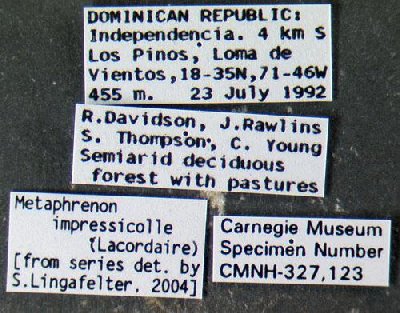 DOMINICAN REPUBLIC:
Independencia. 4 km S
Los Pinos, Loma de
Vientos,18-35N,71-46W
455 m.   23 July 1992
R.Davidson, J.Rawlins
S. Thompson, C. Young
Semiarid deciduous
forest with pastures
Metaphrenon
impressicolle
(Lacordaire)
[from series det. by
S.Lingafelter. 2004]
Carnegie Museum
Specimen Number
CMNH-327,123